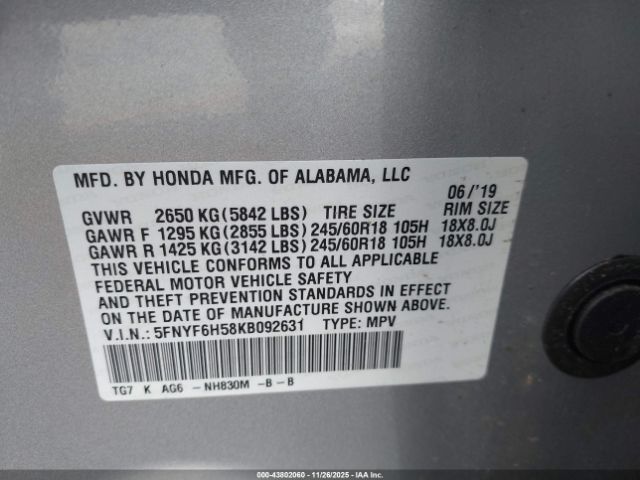 MFD. BY HONDA MFG. OF ALABAMA, LLC 06/'19
GVWR 2650 KG(5842 LBS) TIRE SIZE RIM SIZE
GAWR F 1295 KG(2855 LBS)245/60R18 105H 18X8.0J
GAWR R 1425 KG(3142 LBS)245/60R18 105H 18X8.0J
THIS VEHICLE CONFORMS TO ALL APPLICABLE
FEDERAL MOTOR VEHICLE SAFETY
AND THEFT PREVENTION STANDARDS IN EFFECT
ON THE DATE OF MANUFACTURE SHOWN ABOVE.
V.I.N.: 5FNYF6H58KB092631 TYPE: MPV
TG7 K AG6 -NH830M -B-B
000-43802060 | 11/26/2025 | IAA, Inc.